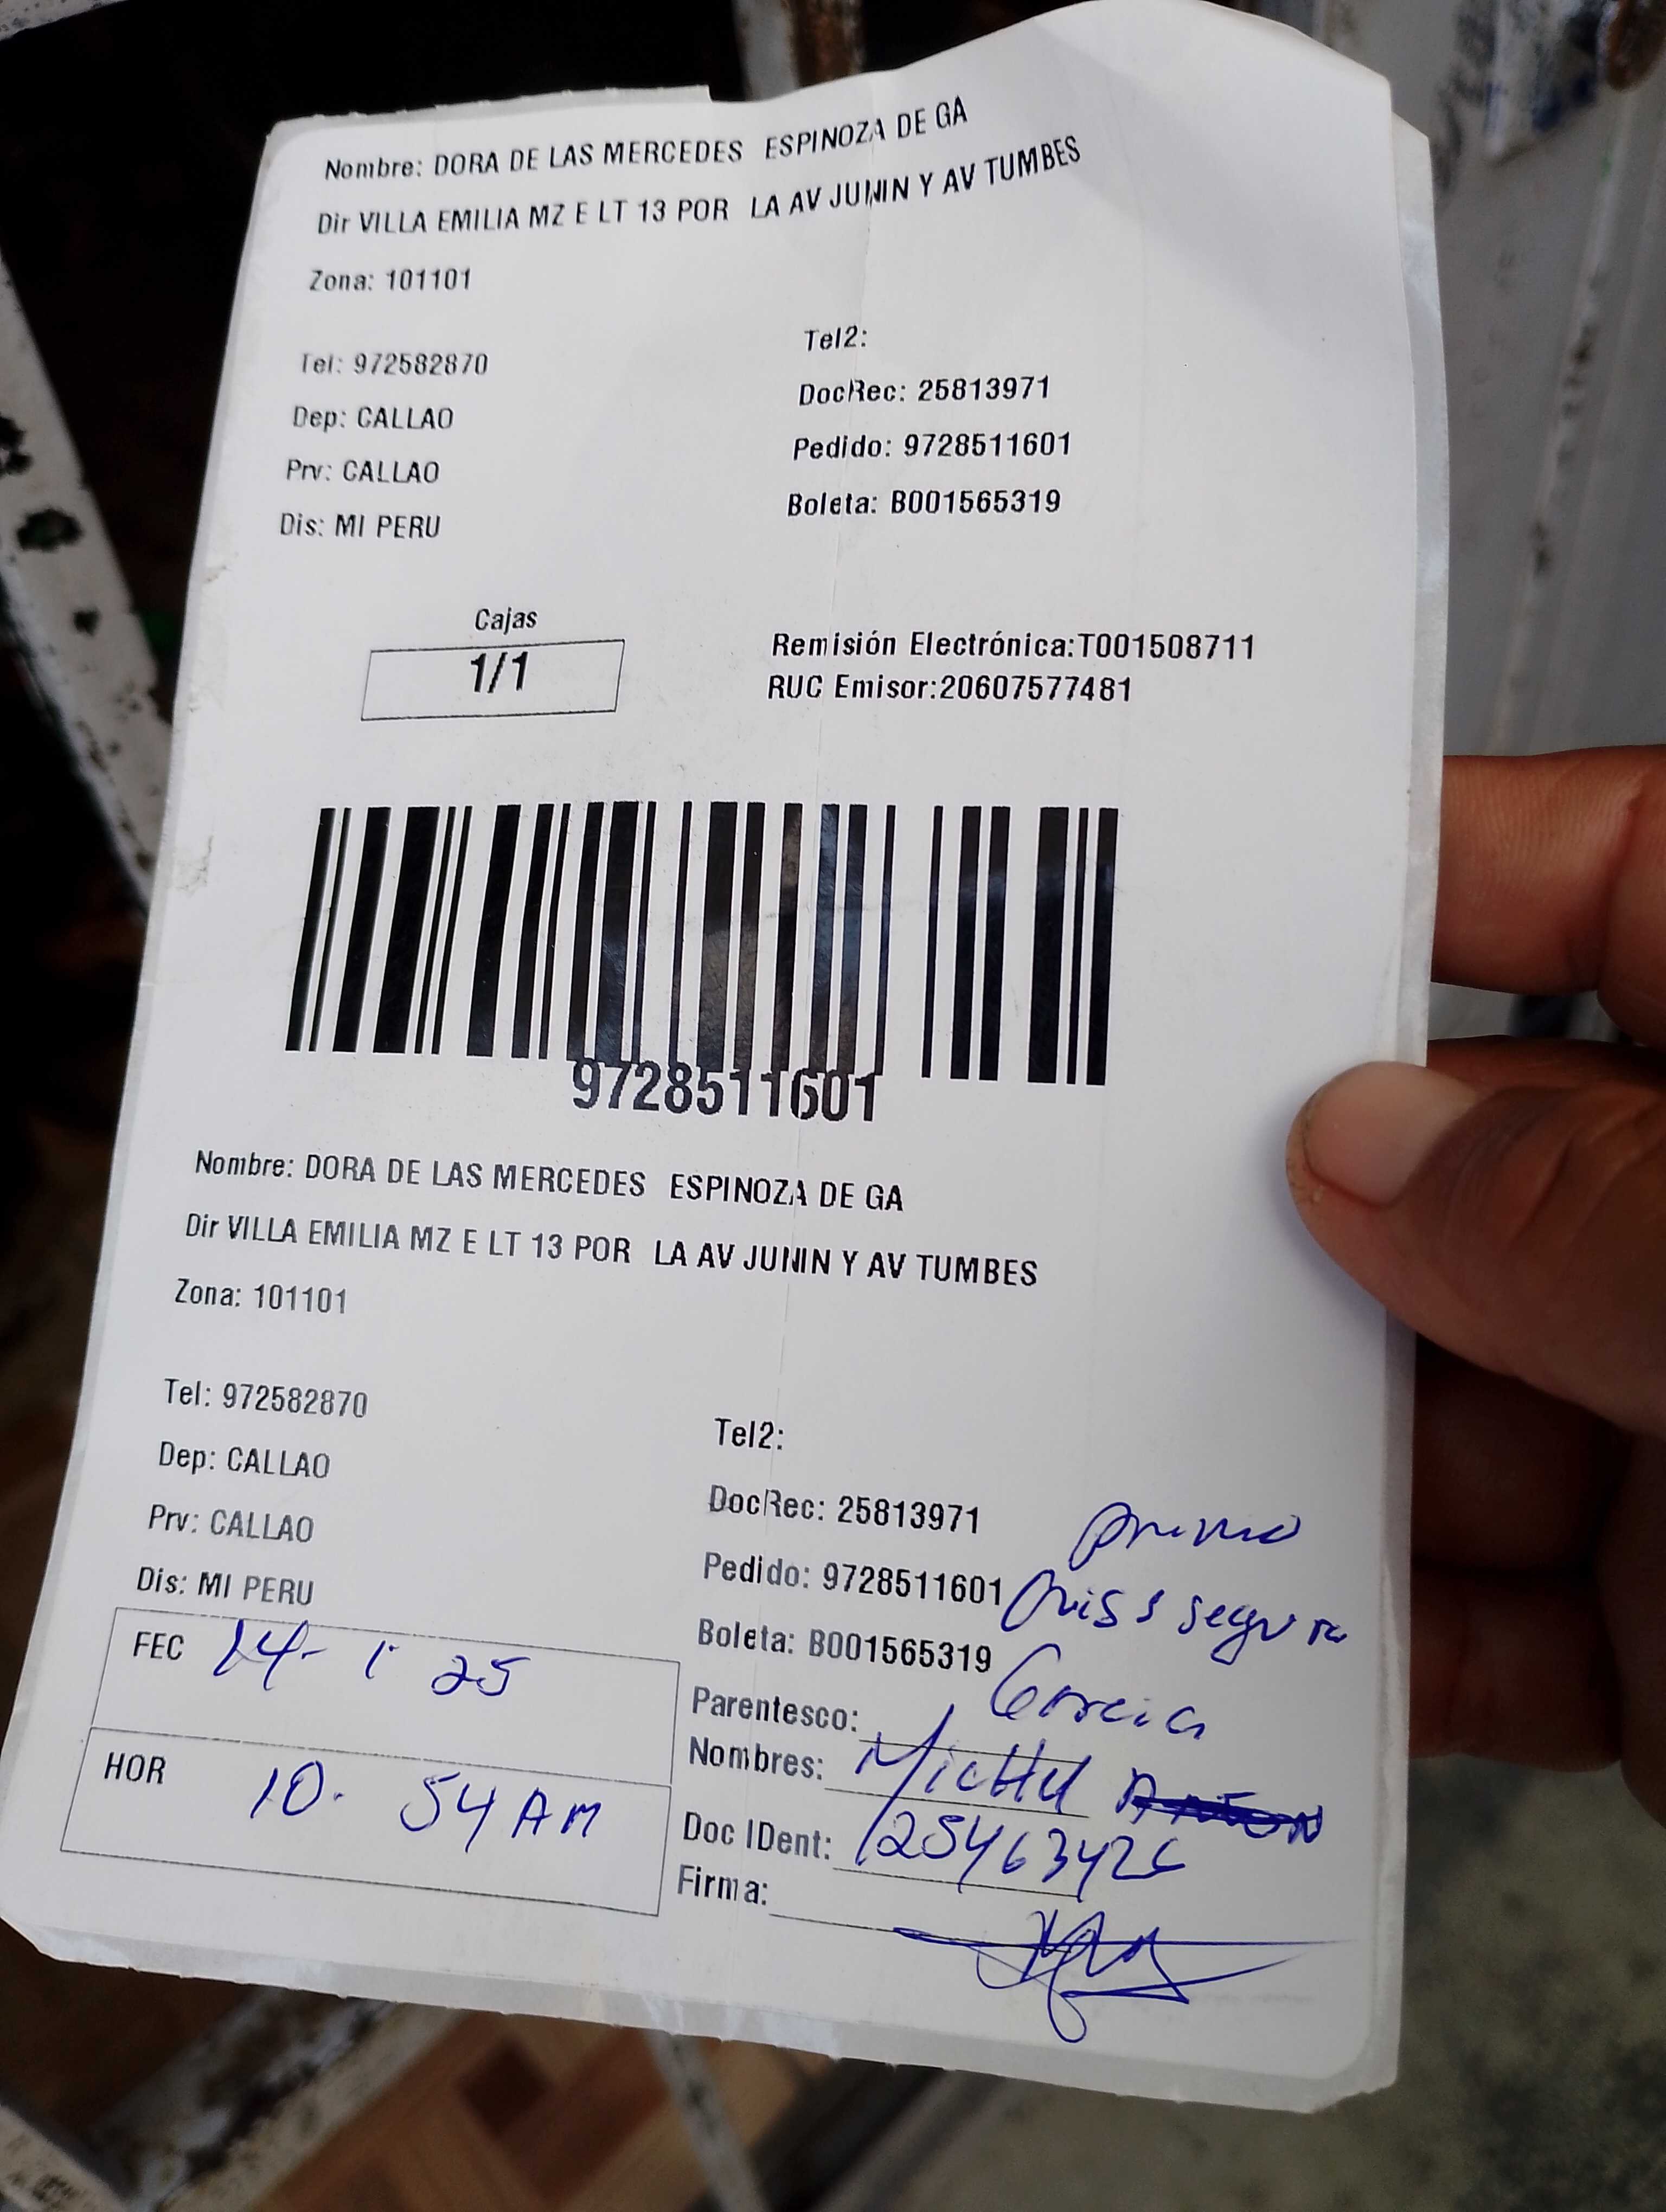 Nombre: DORA DE LAS MERCEDES ESPINOZA DE GA
Dir VILLA EMILIA MZ E LT 13 POR LA AV JUNIN Y AV TUMBES
Zona: 101101
Tel: 972582870
Tel2:
Dep: CALLAO
DocRec: 25813971
Prv: CALLAO
Pedido: 9728511601
Dis: MI PERU
Boleta: B001565319
Cajas
1/1
Remisión Electrónica:T001508711
RUC Emisor:20607577481
9728511601
Nombre: DORA DE LAS MERCEDES ESPINOZA DE GA
Dir VILLA EMILIA MZ E LT 13 POR LA AV JUNIN Y AV TUMBES
Zona: 101101
Tel: 972582870
Tel2:
Dep: CALLAO
DocRec: 25813971
Prv: CALLAO
Pedido: 9728511601
Dis: MI PERU
Boleta: B001565319
primo
segura
FEC 14- 1 25
Parentesco:
HOR 10. 54 AM
Nombres:
Doc IDent:
Firma: